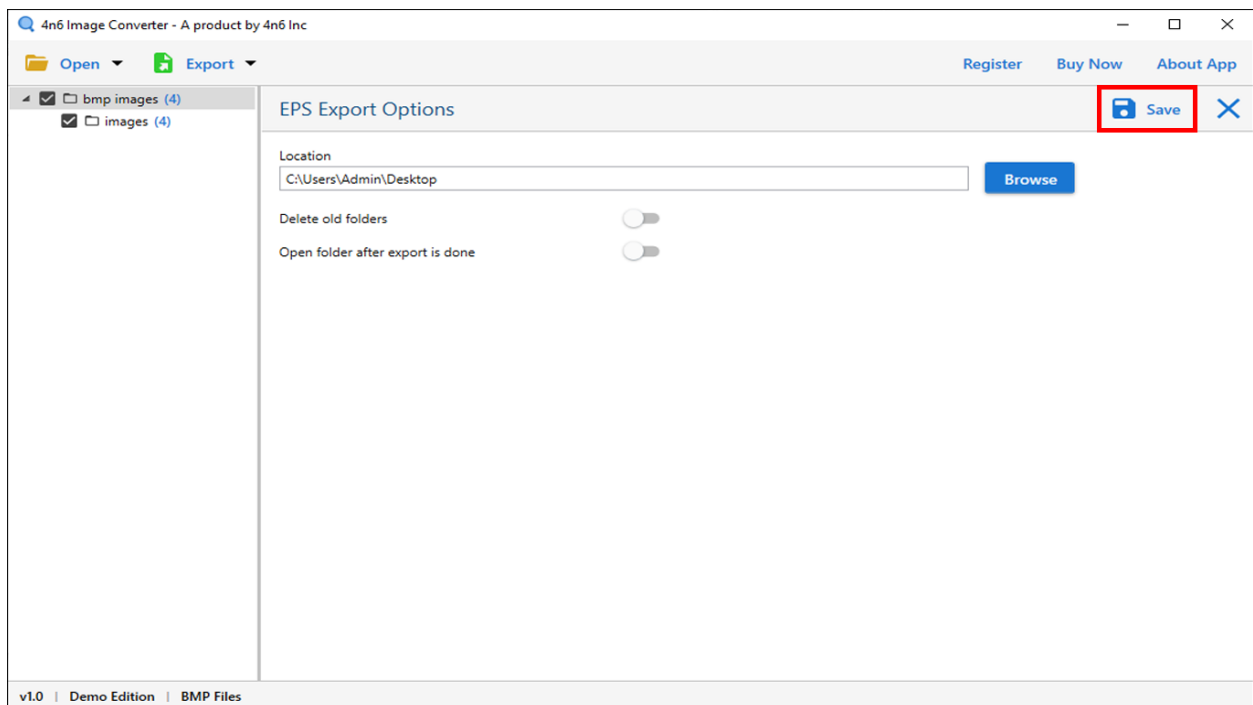 4n6 Image Converter - A product by 4n6 Inc
Open Export Register Buy Now About App
bmp images (4)
images (4)
EPS Export Options Save
Location
C:\Users\Admin\Desktop Browse
Delete old folders
Open folder after export is done
v1.0 | Demo Edition | BMP Files